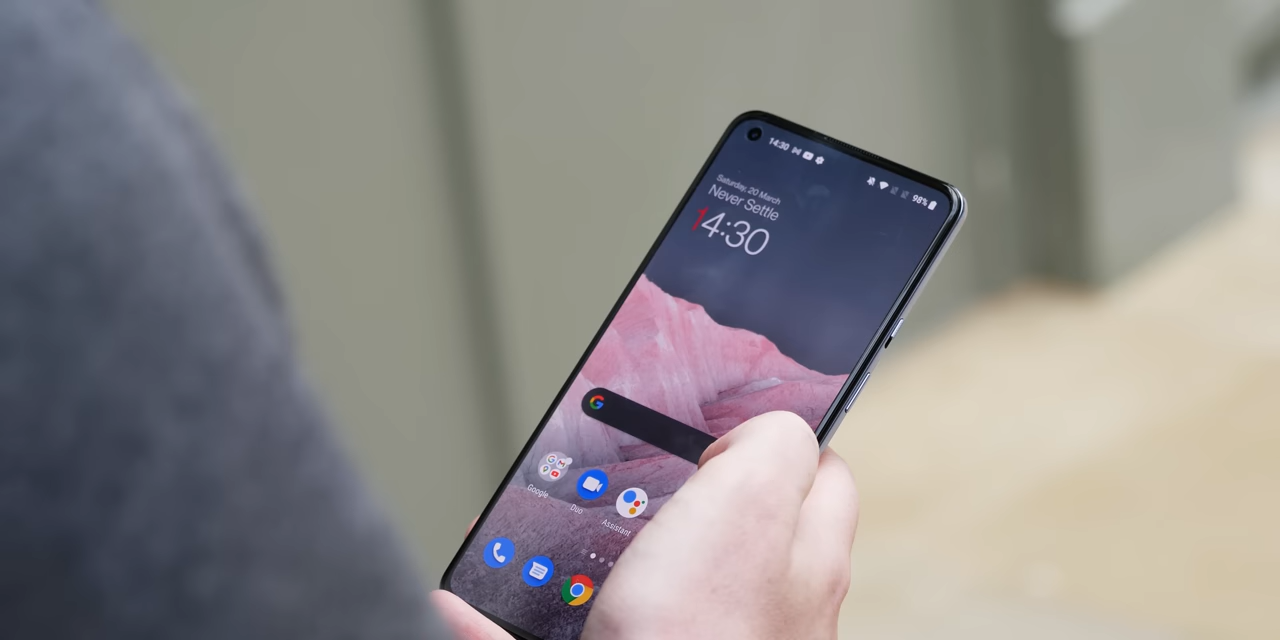 14:30
98%
Saturday, 20 March
Never Settle
14:30
Google
Duo
Assistant